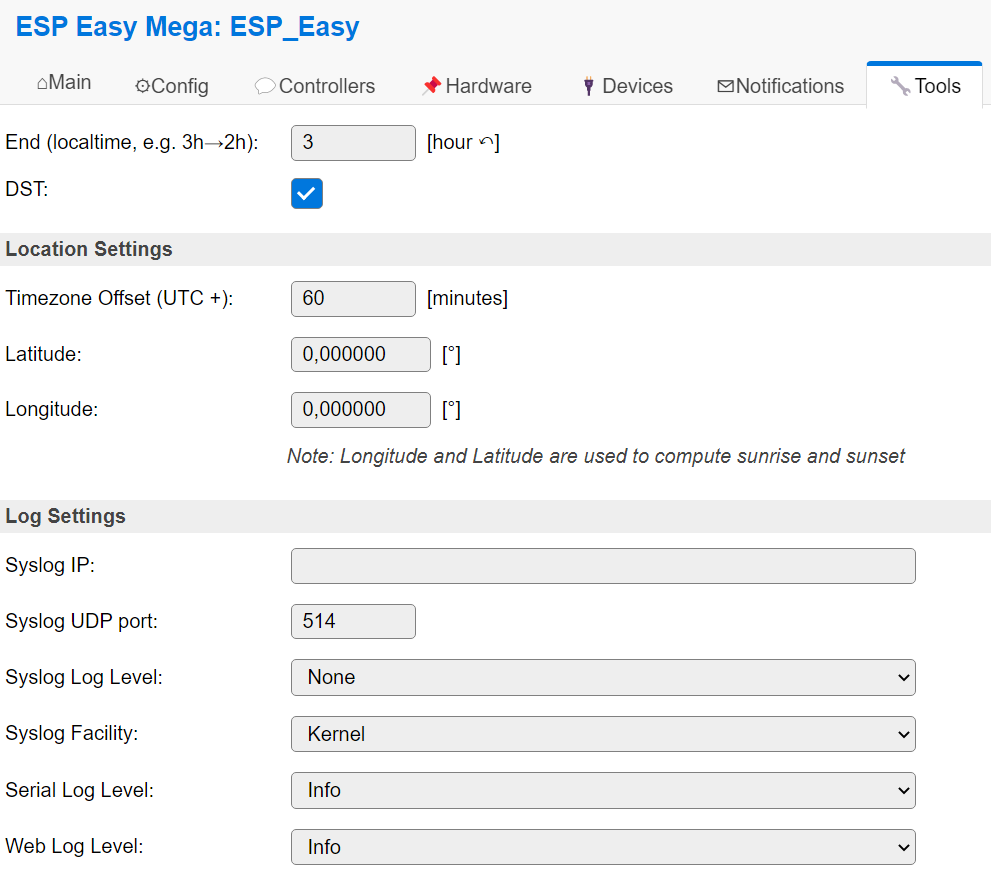 ESP Easy Mega: ESP_Easy
⌂Main ⚙Config 💬Controllers 📌Hardware 🔌Devices ✉Notifications 🔧Tools
End (localtime, e.g. 3h→2h): 3 [hour ↶]
DST:
Location Settings
Timezone Offset (UTC +): 60 [minutes]
Latitude: 0,000000 [°]
Longitude: 0,000000 [°]
Note: Longitude and Latitude are used to compute sunrise and sunset
Log Settings
Syslog IP:
Syslog UDP port: 514
Syslog Log Level: None
Syslog Facility: Kernel
Serial Log Level: Info
Web Log Level: Info